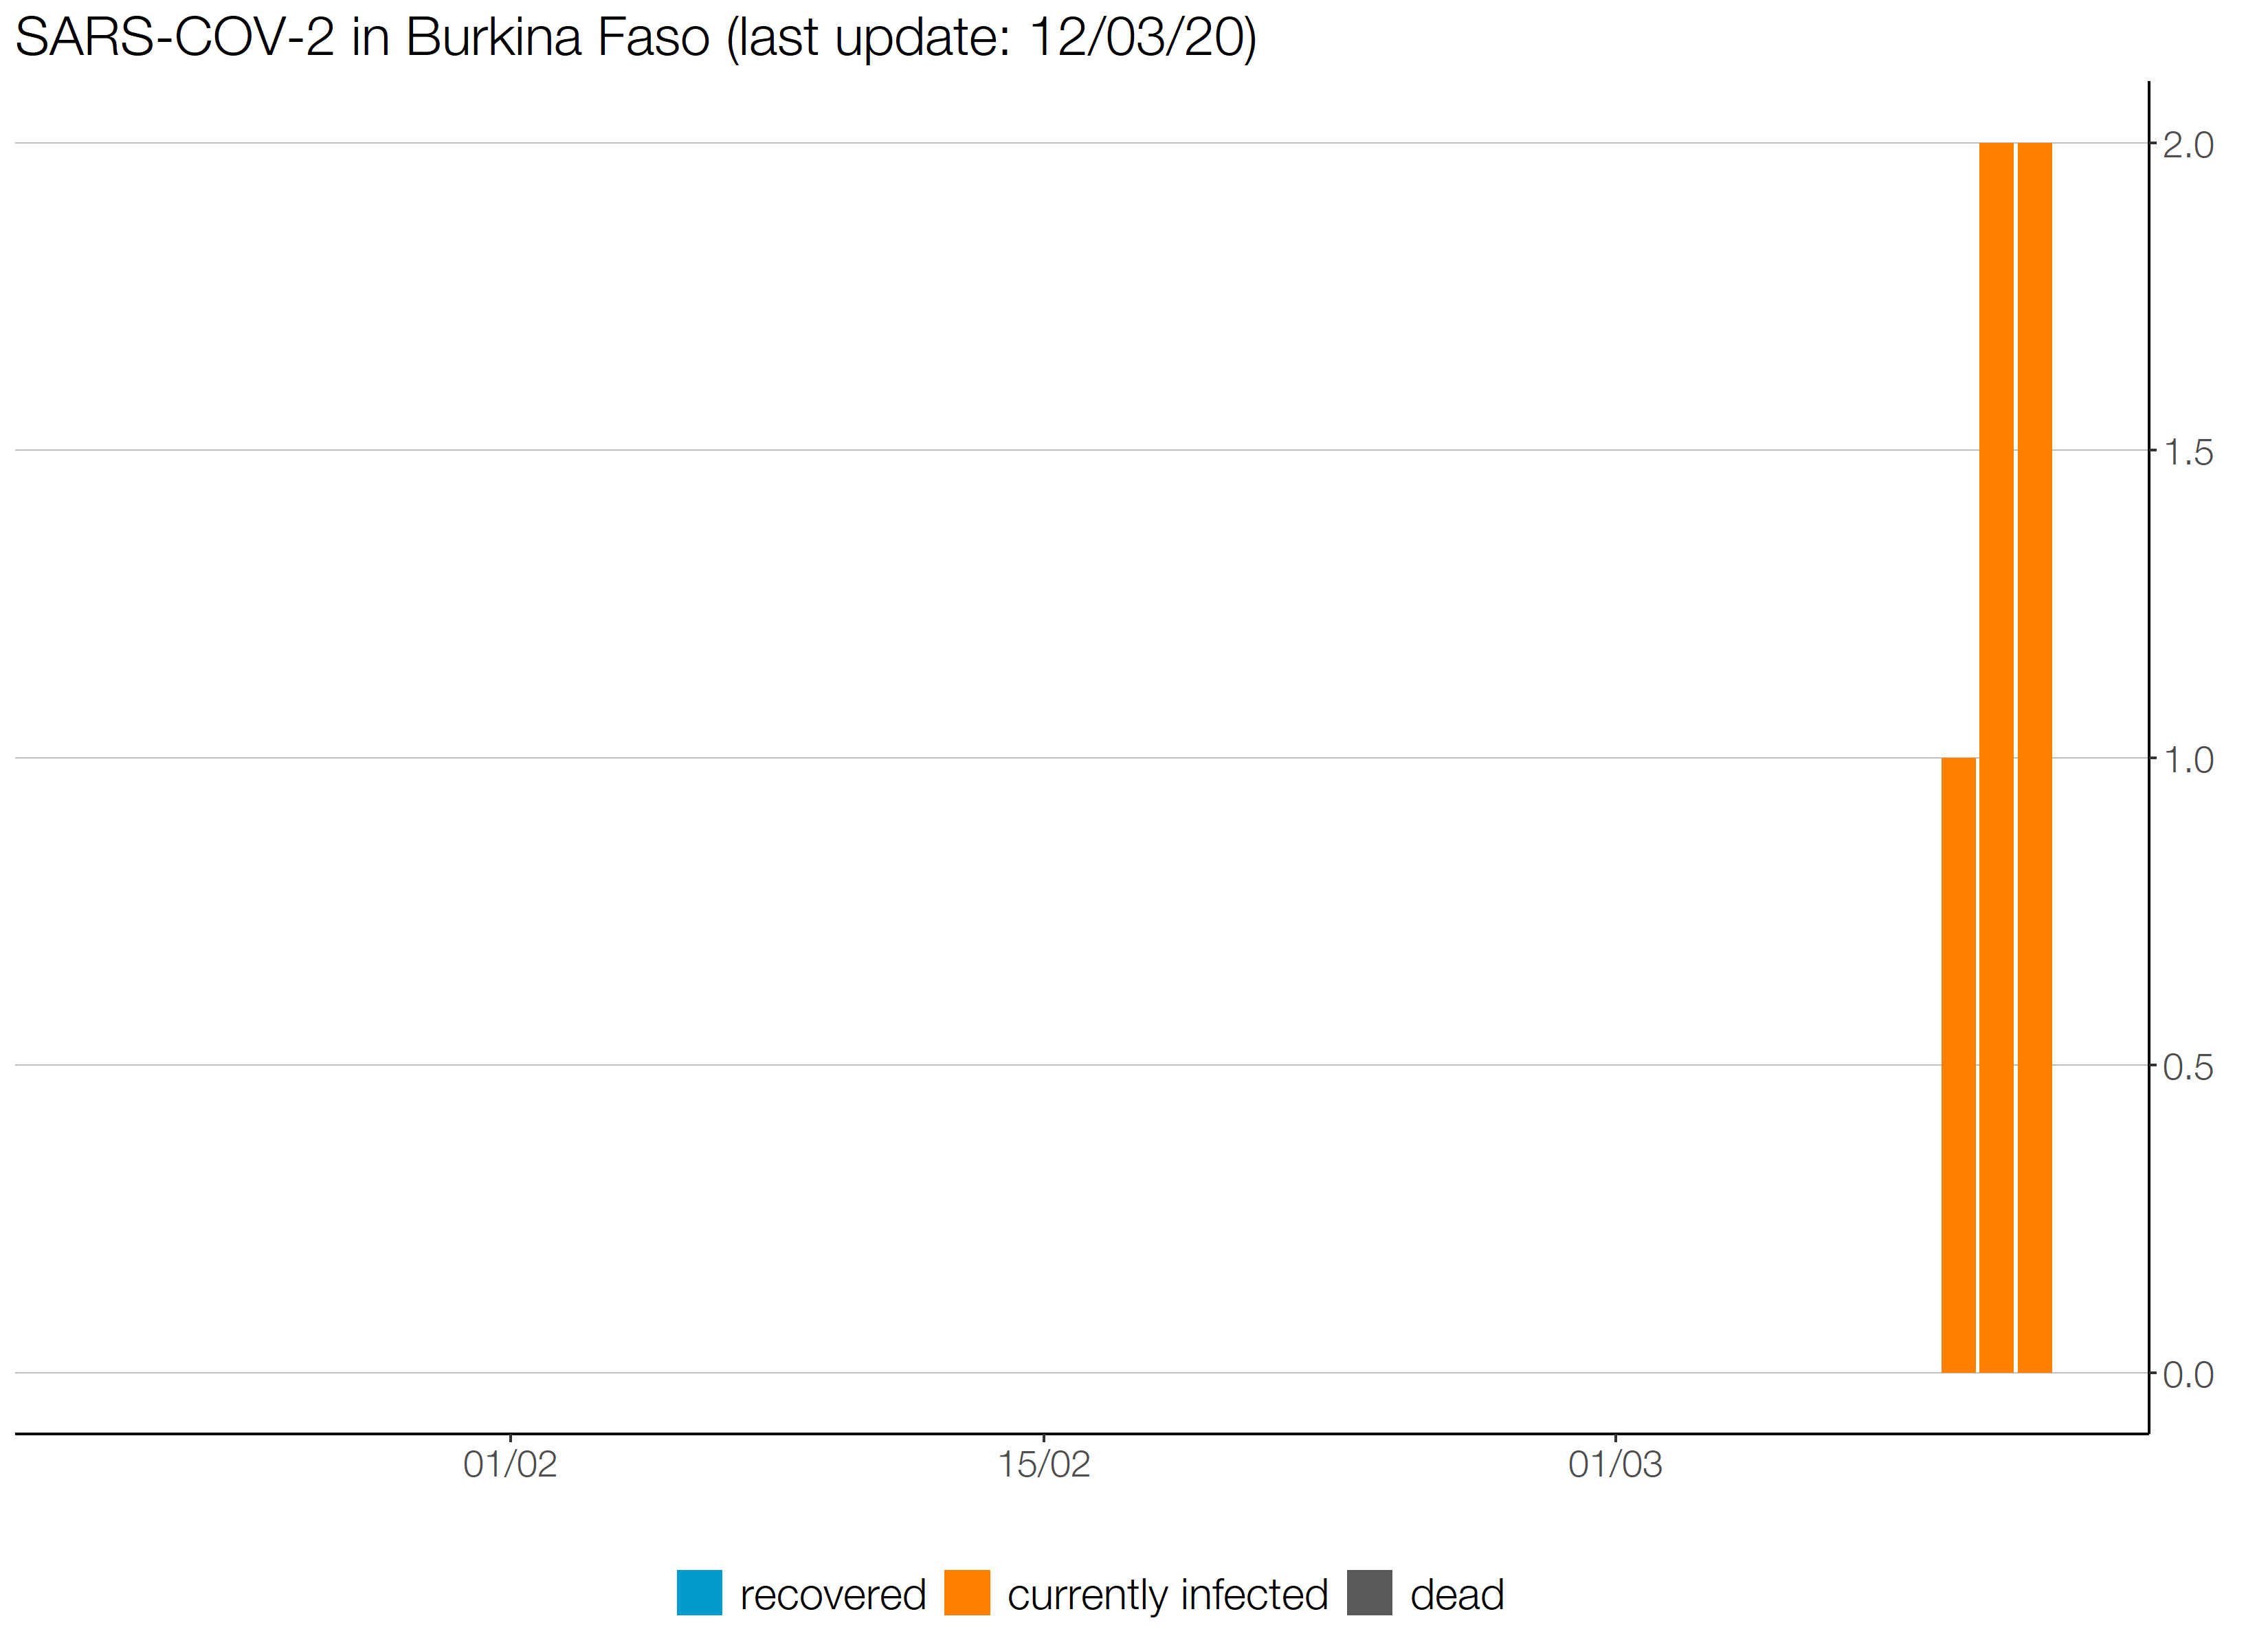 SARS-COV-2 in Burkina Faso (last update: 12/03/20)
2.0
1.5
1.0
0.5
0.0
01/02 15/02 01/03
recovered currently infected dead